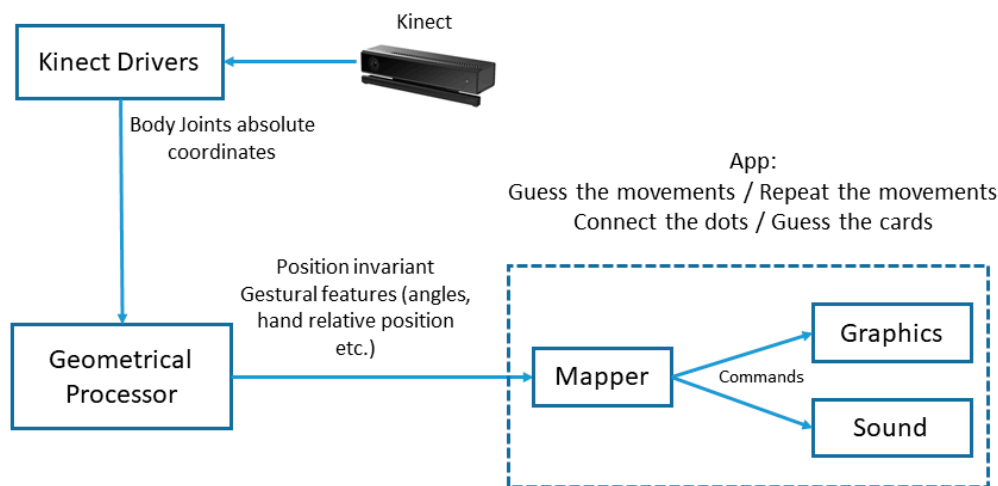 Kinect
Kinect Drivers
Body Joints absolute
coordinates
App:
Guess the movements / Repeat the movements
Connect the dots / Guess the cards
Position invariant
Gestural features (angles,
hand relative position
etc.)
Geometrical
Processor
Mapper
Commands
Graphics
Sound